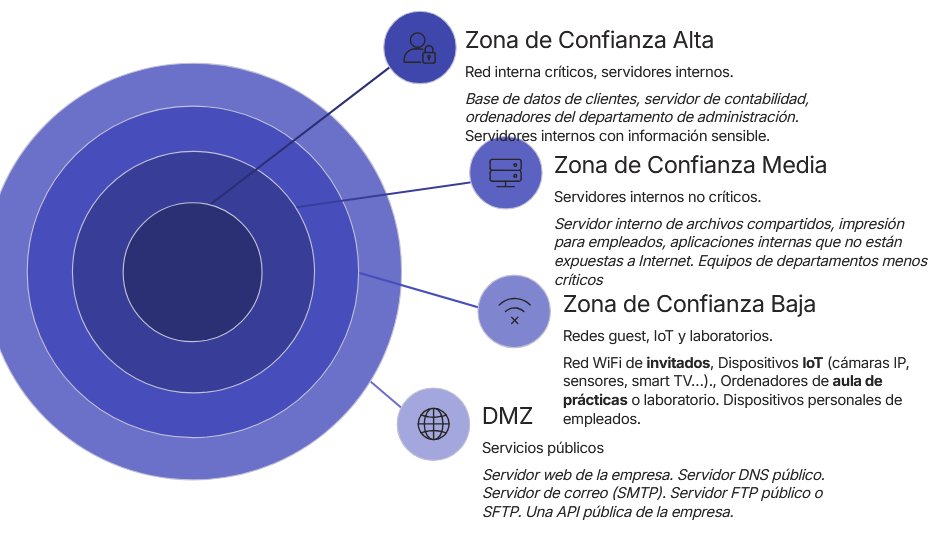 Zona de Confianza Alta
Red interna críticos, servidores internos.
Base de datos de clientes, servidor de contabilidad,
ordenadores del departamento de administración.
Servidores internos con información sensible.
Zona de Confianza Media
Servidores internos no críticos.
Servidor interno de archivos compartidos, impresión
para empleados, aplicaciones internas que no están
expuestas a Internet. Equipos de departamentos menos
críticos
Zona de Confianza Baja
Redes guest, IoT y laboratorios.
Red WiFi de invitados, Dispositivos IoT (cámaras IP,
sensores, smart TV...)., Ordenadores de aula de
prácticas o laboratorio. Dispositivos personales de
empleados.
DMZ
Servicios públicos
Servidor web de la empresa. Servidor DNS público.
Servidor de correo (SMTP). Servidor FTP público o
SFTP. Una API pública de la empresa.